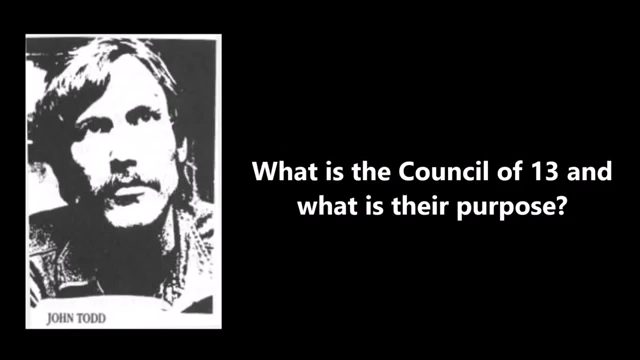 What is the Council of 13 and
what is their purpose?
JOHN TODD